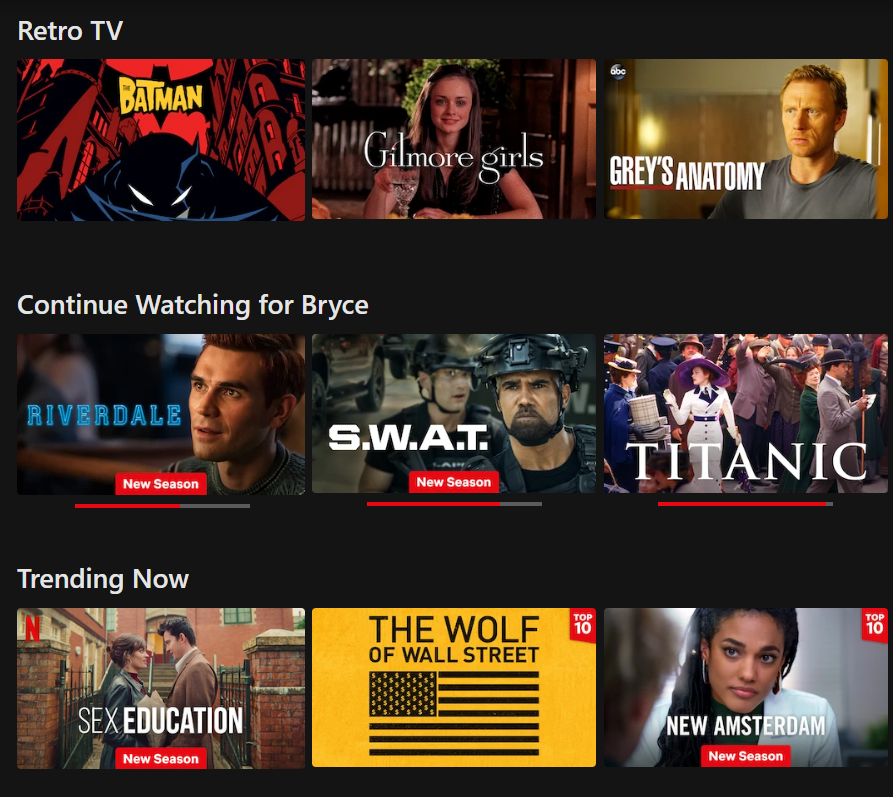 Retro TV
THE
BATMAN
Gilmore girls
abc
GREY'S ANATOMY
Continue Watching for Bryce
RIVERDALE
New Season
S.W.A.T.
New Season
TITANIC
Trending Now
N
SEX EDUCATION
New Season
TOP
10
THE WOLF
OF WALL STREET
TOP
10
NEW AMSTERDAM
New Season